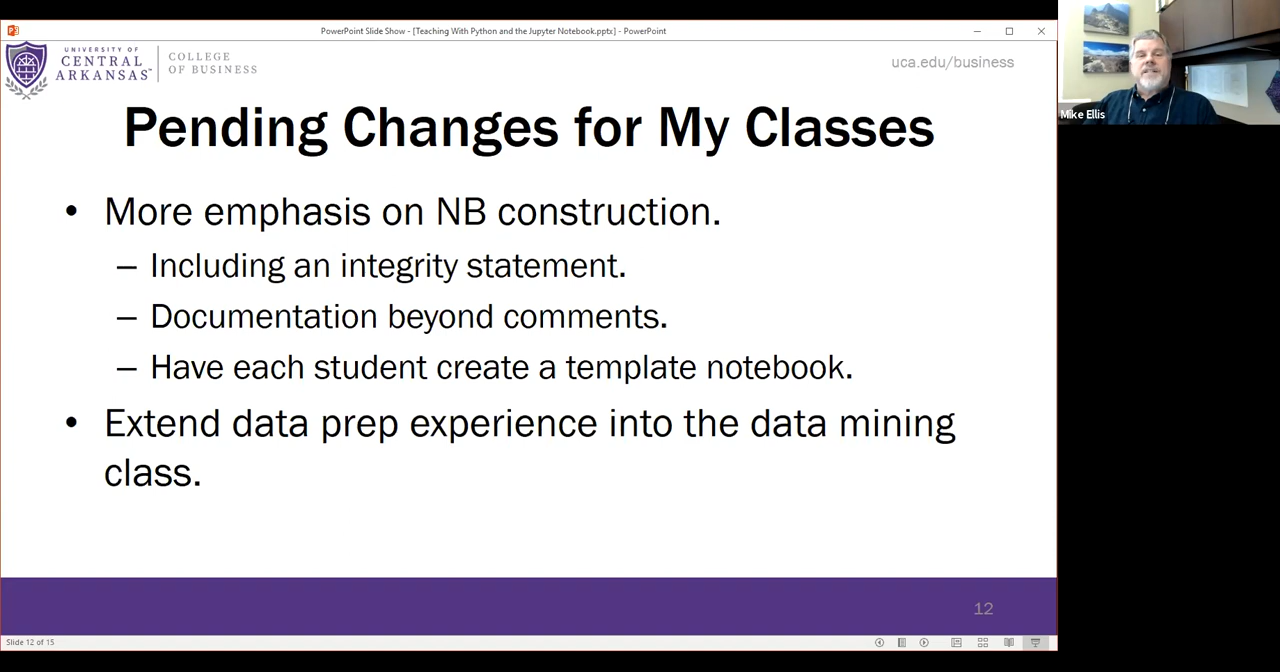 PowerPoint Slide Show - [Teaching With Python and the Jupyter Notebook.pptx] - PowerPoint
UNIVERSITY OF
CENTRAL
ARKANSAS™
COLLEGE
OF BUSINESS
uca.edu/business
Mike Ellis
Pending Changes for My Classes
• More emphasis on NB construction.
– Including an integrity statement.
– Documentation beyond comments.
– Have each student create a template notebook.
• Extend data prep experience into the data mining
class.
12
Slide 12 of 15